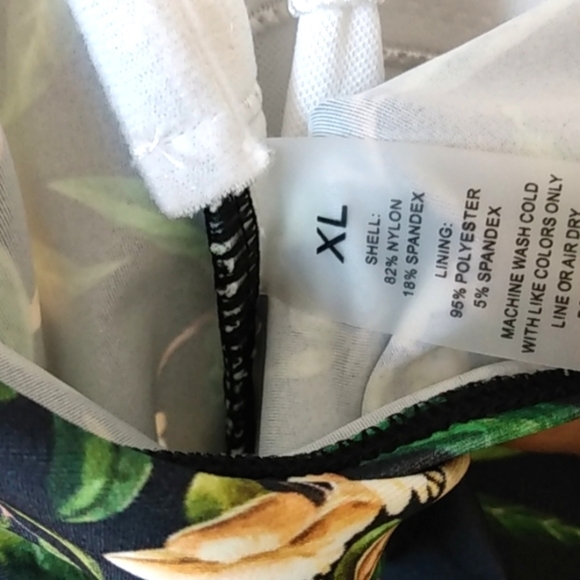 XL
SHELL:
82% NYLON
18% SPANDEX
LINING:
95% POLYESTER
5% SPANDEX
MACHINE WASH COLD
WITH LIKE COLORS ONLY
LINE OR AIR DRY